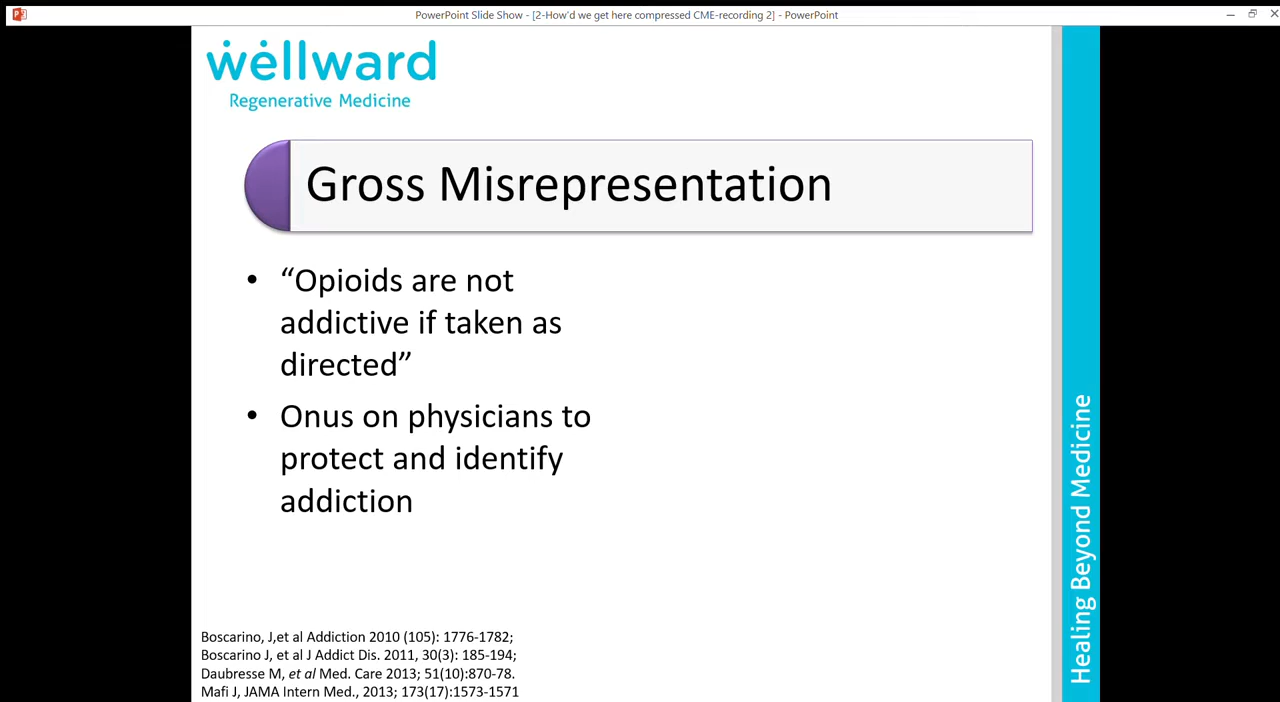 PowerPoint Slide Show - [2-How'd we get here compressed CME-recording 2] - PowerPoint
wellward
Regenerative Medicine
Gross Misrepresentation
• “Opioids are not
addictive if taken as
directed”
• Onus on physicians to
protect and identify
addiction
Boscarino, J,et al Addiction 2010 (105): 1776-1782;
Boscarino J, et al J Addict Dis. 2011, 30(3): 185-194;
Daubresse M, et al Med. Care 2013; 51(10):870-78.
Mafi J, JAMA Intern Med., 2013; 173(17):1573-1571
Healing Beyond Medicine